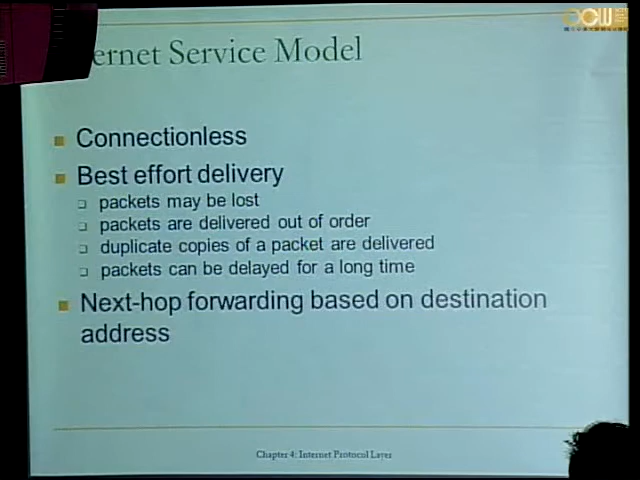 ernet Service Model
Connectionless
Best effort delivery
packets may be lost
packets are delivered out of order
duplicate copies of a packet are delivered
packets can be delayed for a long time
Next-hop forwarding based on destination
address
Chapter 4: Internet Protocol Layer
OCW